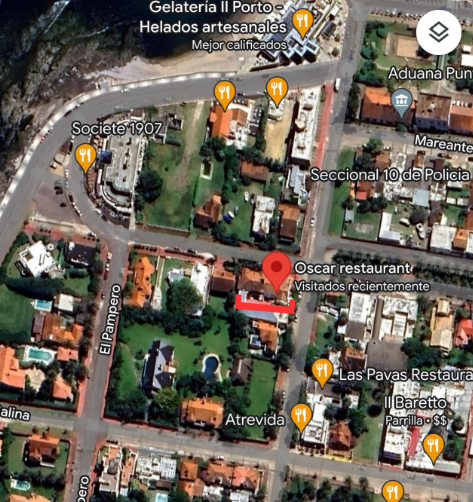 Gelatería Il Porto -
Helados artesanales
Mejor calificados
Aduana Pun
Societe 1907
Mareante
Seccional 10 de Policia
Oscar restaurant
Visitados recientemente
El Pampero
Las Pavas Restaura
Il Baretto
Parrilla • $$
Atrevida
alina
pero